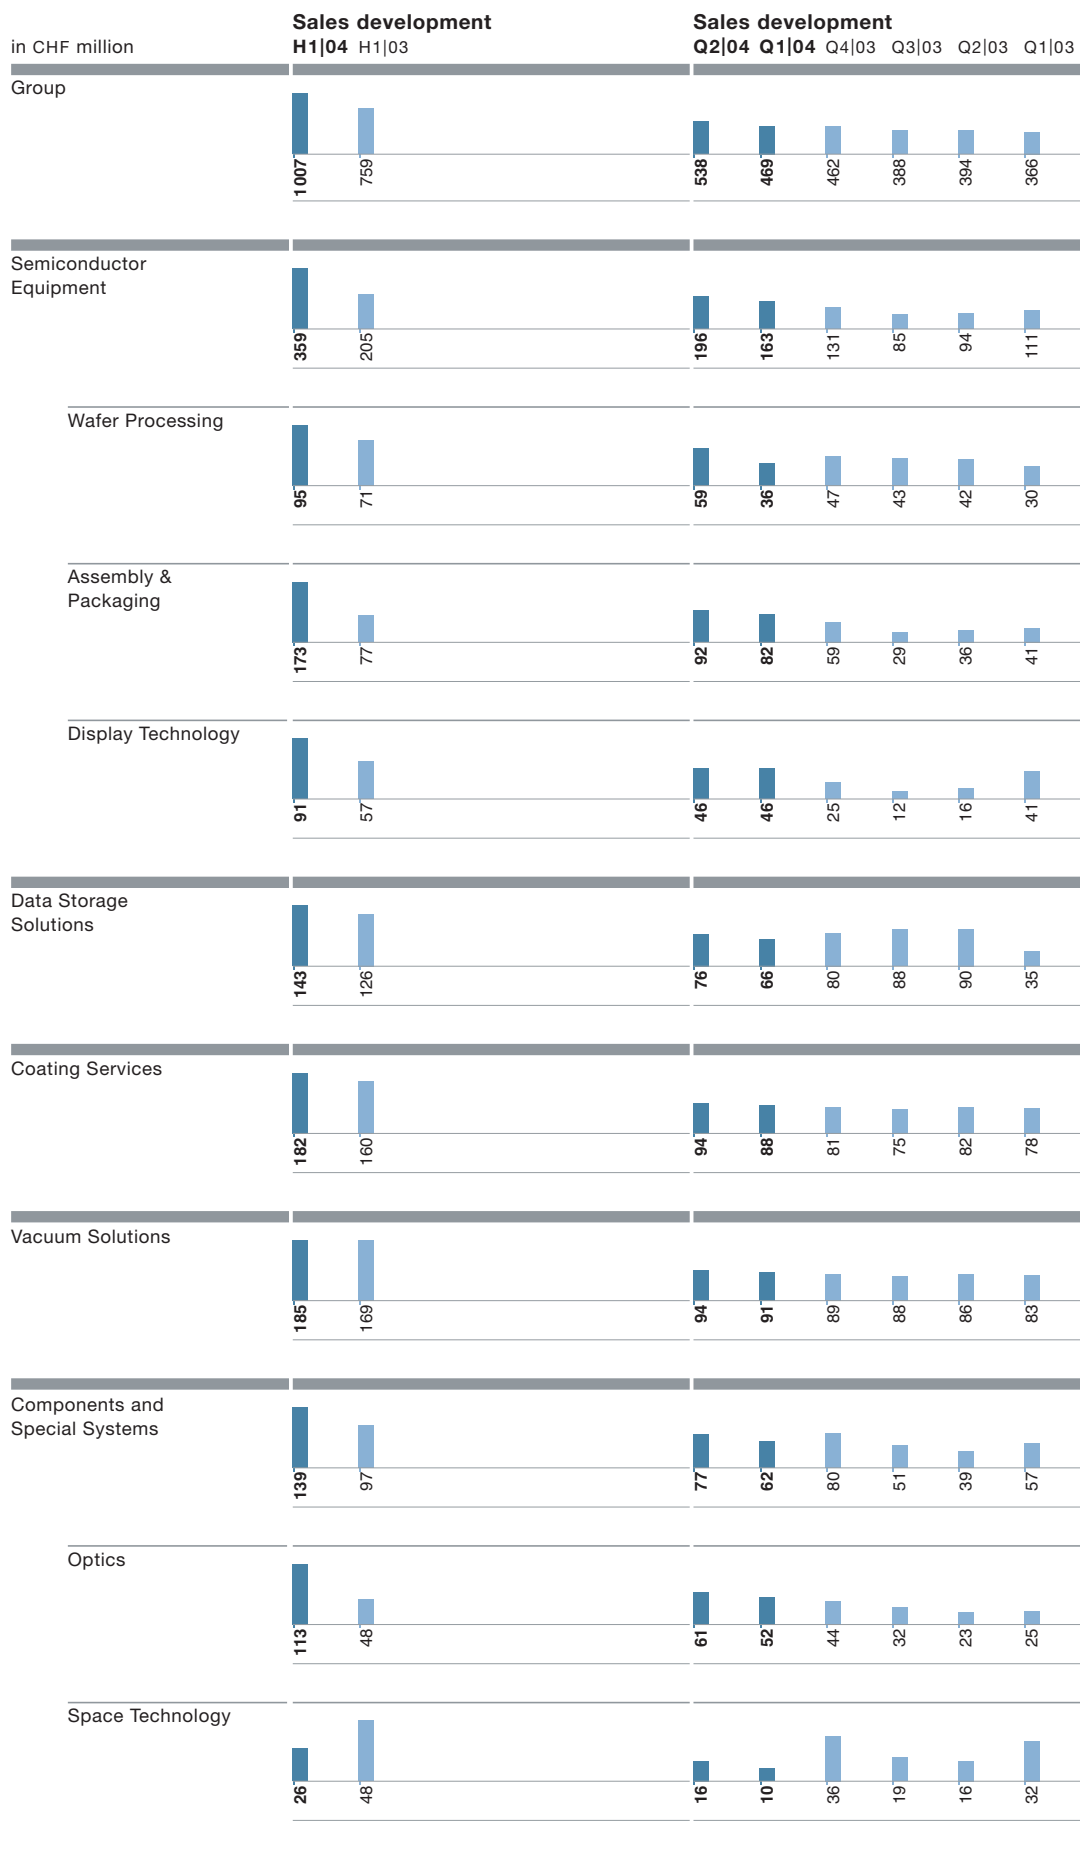 Sales development Sales development
in CHF million H1|04 H1|03 Q2|04 Q1|04 Q4|03 Q3|03 Q2|03 Q1|03
Group
1 007 759 538 469 462 388 394 366
Semiconductor
Equipment
359 205 196 163 131 85 94 111
Wafer Processing
95 71 59 36 47 43 42 30
Assembly &
Packaging
173 77 92 82 59 29 36 41
Display Technology
91 57 46 46 25 12 16 41
Data Storage
Solutions
143 126 76 66 80 88 90 35
Coating Services
182 160 94 88 81 75 82 78
Vacuum Solutions
185 169 94 91 89 88 86 83
Components and
Special Systems
139 97 77 62 80 51 39 57
Optics
113 48 61 52 44 32 23 25
Space Technology
26 48 16 10 36 19 16 32